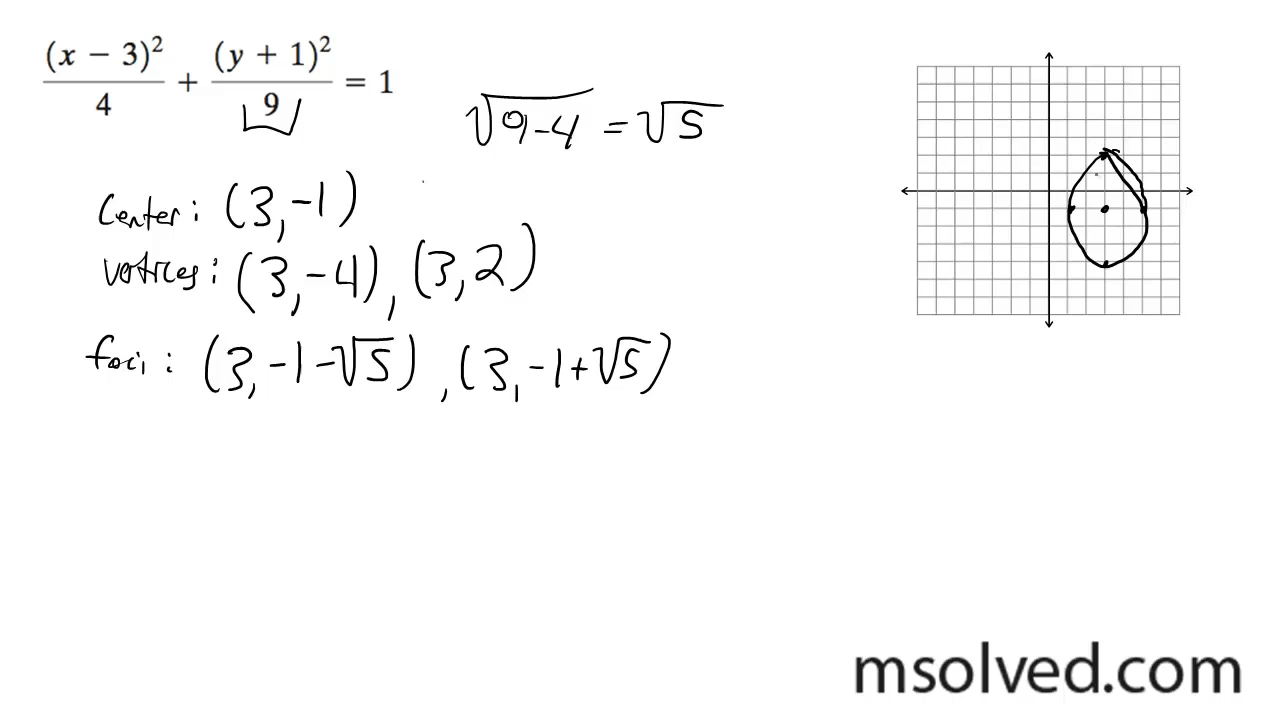 (x − 3)²/4 + (y + 1)²/9 = 1
√(9-4) = √5
Center: (3,-1)
vertices: (3,-4), (3,2)
foci: (3,-1-√5), (3,-1+√5)
msolved.com